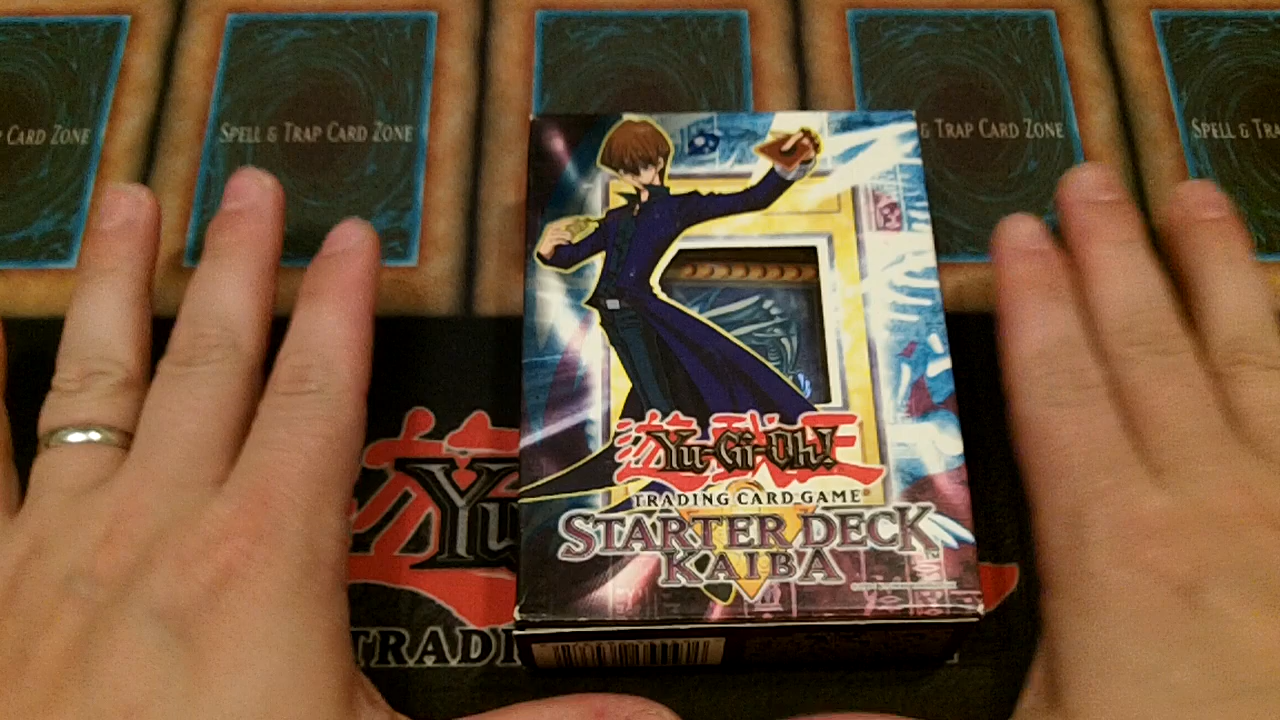 CARD ZONE
SPELL & TRAP CARD ZONE
& TRAP CARD ZONE
SPELL & TRA
遊戯王
Yu-Gi-Oh!
TRADING CARD GAME
STARTER DECK
KAIBA
Yu
TRADI